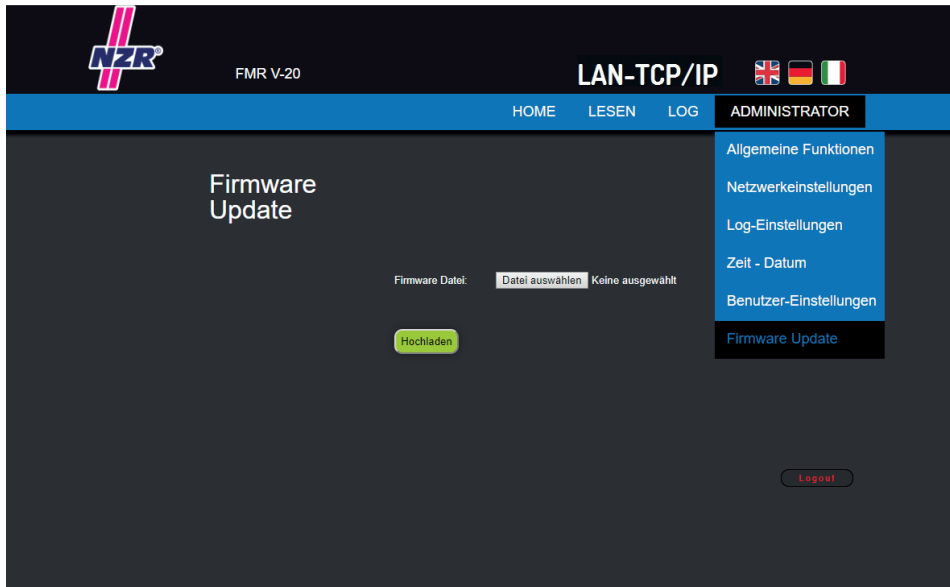 NZR®
FMR V-20
LAN-TCP/IP
HOME LESEN LOG ADMINISTRATOR
Allgemeine Funktionen
Netzwerkeinstellungen
Log-Einstellungen
Zeit - Datum
Benutzer-Einstellungen
Firmware Update
Firmware
Update
Firmware Datei: Datei auswählen Keine ausgewählt
Hochladen
Logout